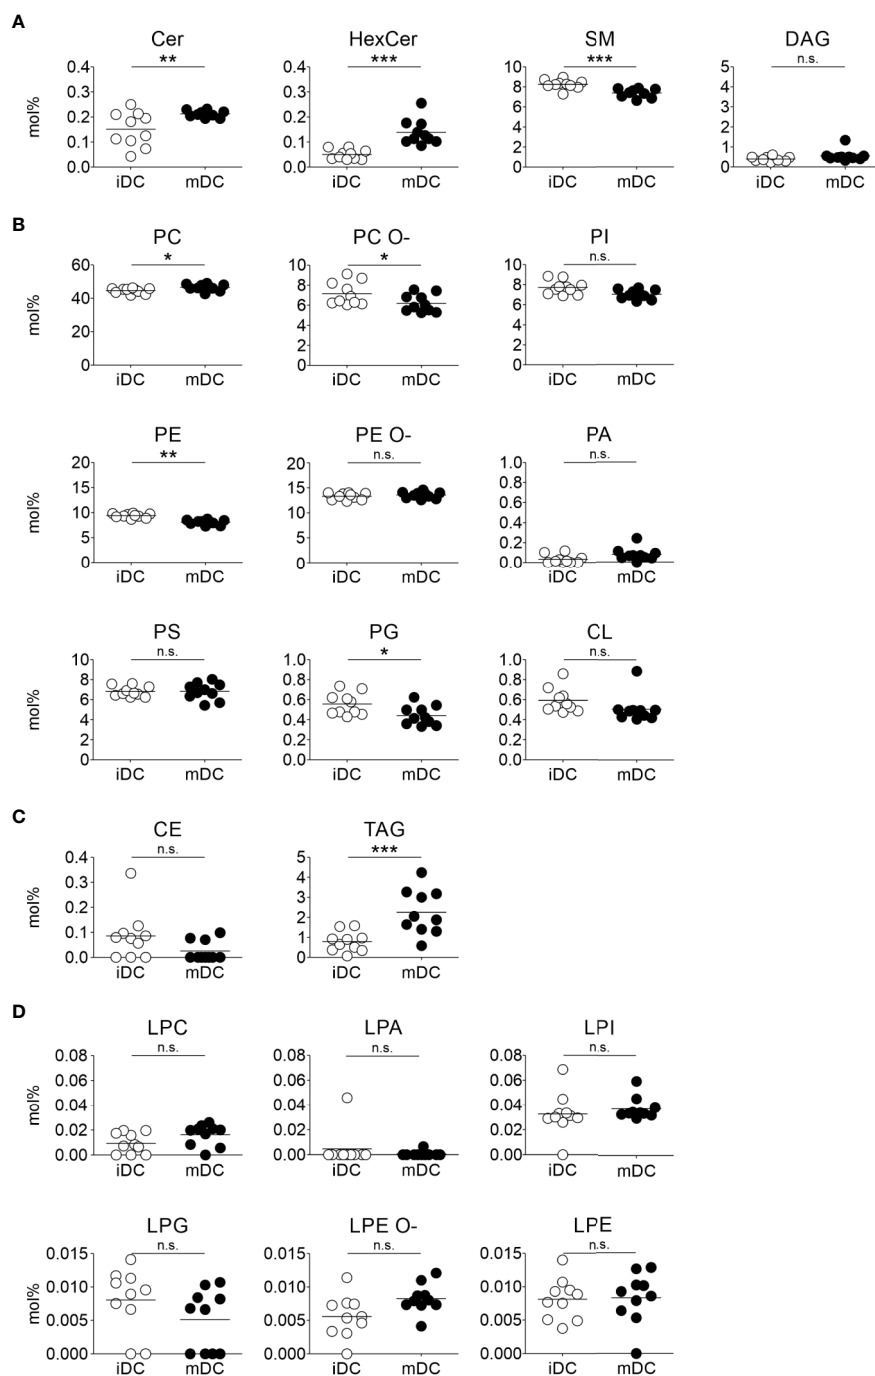 A
Cer HexCer SM DAG
** *** *** n.s.
mol%
0.4 0.3 0.2 0.1 0.0
0.4 0.3 0.2 0.1 0.0
10 8 6 4 2 0
5 4 3 2 1 0
iDC mDC iDC mDC iDC mDC iDC mDC
B
PC PC O- PI
* * n.s.
mol%
60 40 20 0
10 8 6 4 2 0
10 8 6 4 2 0
iDC mDC iDC mDC iDC mDC
PE PE O- PA
** n.s. n.s.
mol%
20 15 10 5 0
20 15 10 5 0
1.0 0.8 0.6 0.4 0.2 0.0
iDC mDC iDC mDC iDC mDC
PS PG CL
n.s. * n.s.
mol%
10 8 6 4 2 0
1.0 0.8 0.6 0.4 0.2 0.0
1.0 0.8 0.6 0.4 0.2 0.0
iDC mDC iDC mDC iDC mDC
C
CE TAG
n.s. ***
mol%
0.4 0.3 0.2 0.1 0.0
5 4 3 2 1 0
iDC mDC iDC mDC
D
LPC LPA LPI
n.s. n.s. n.s.
mol%
0.08 0.06 0.04 0.02 0.00
0.08 0.06 0.04 0.02 0.00
0.08 0.06 0.04 0.02 0.00
iDC mDC iDC mDC iDC mDC
LPG LPE O- LPE
n.s. n.s. n.s.
mol%
0.015 0.010 0.005 0.000
0.015 0.010 0.005 0.000
0.015 0.010 0.005 0.000
iDC mDC iDC mDC iDC mDC